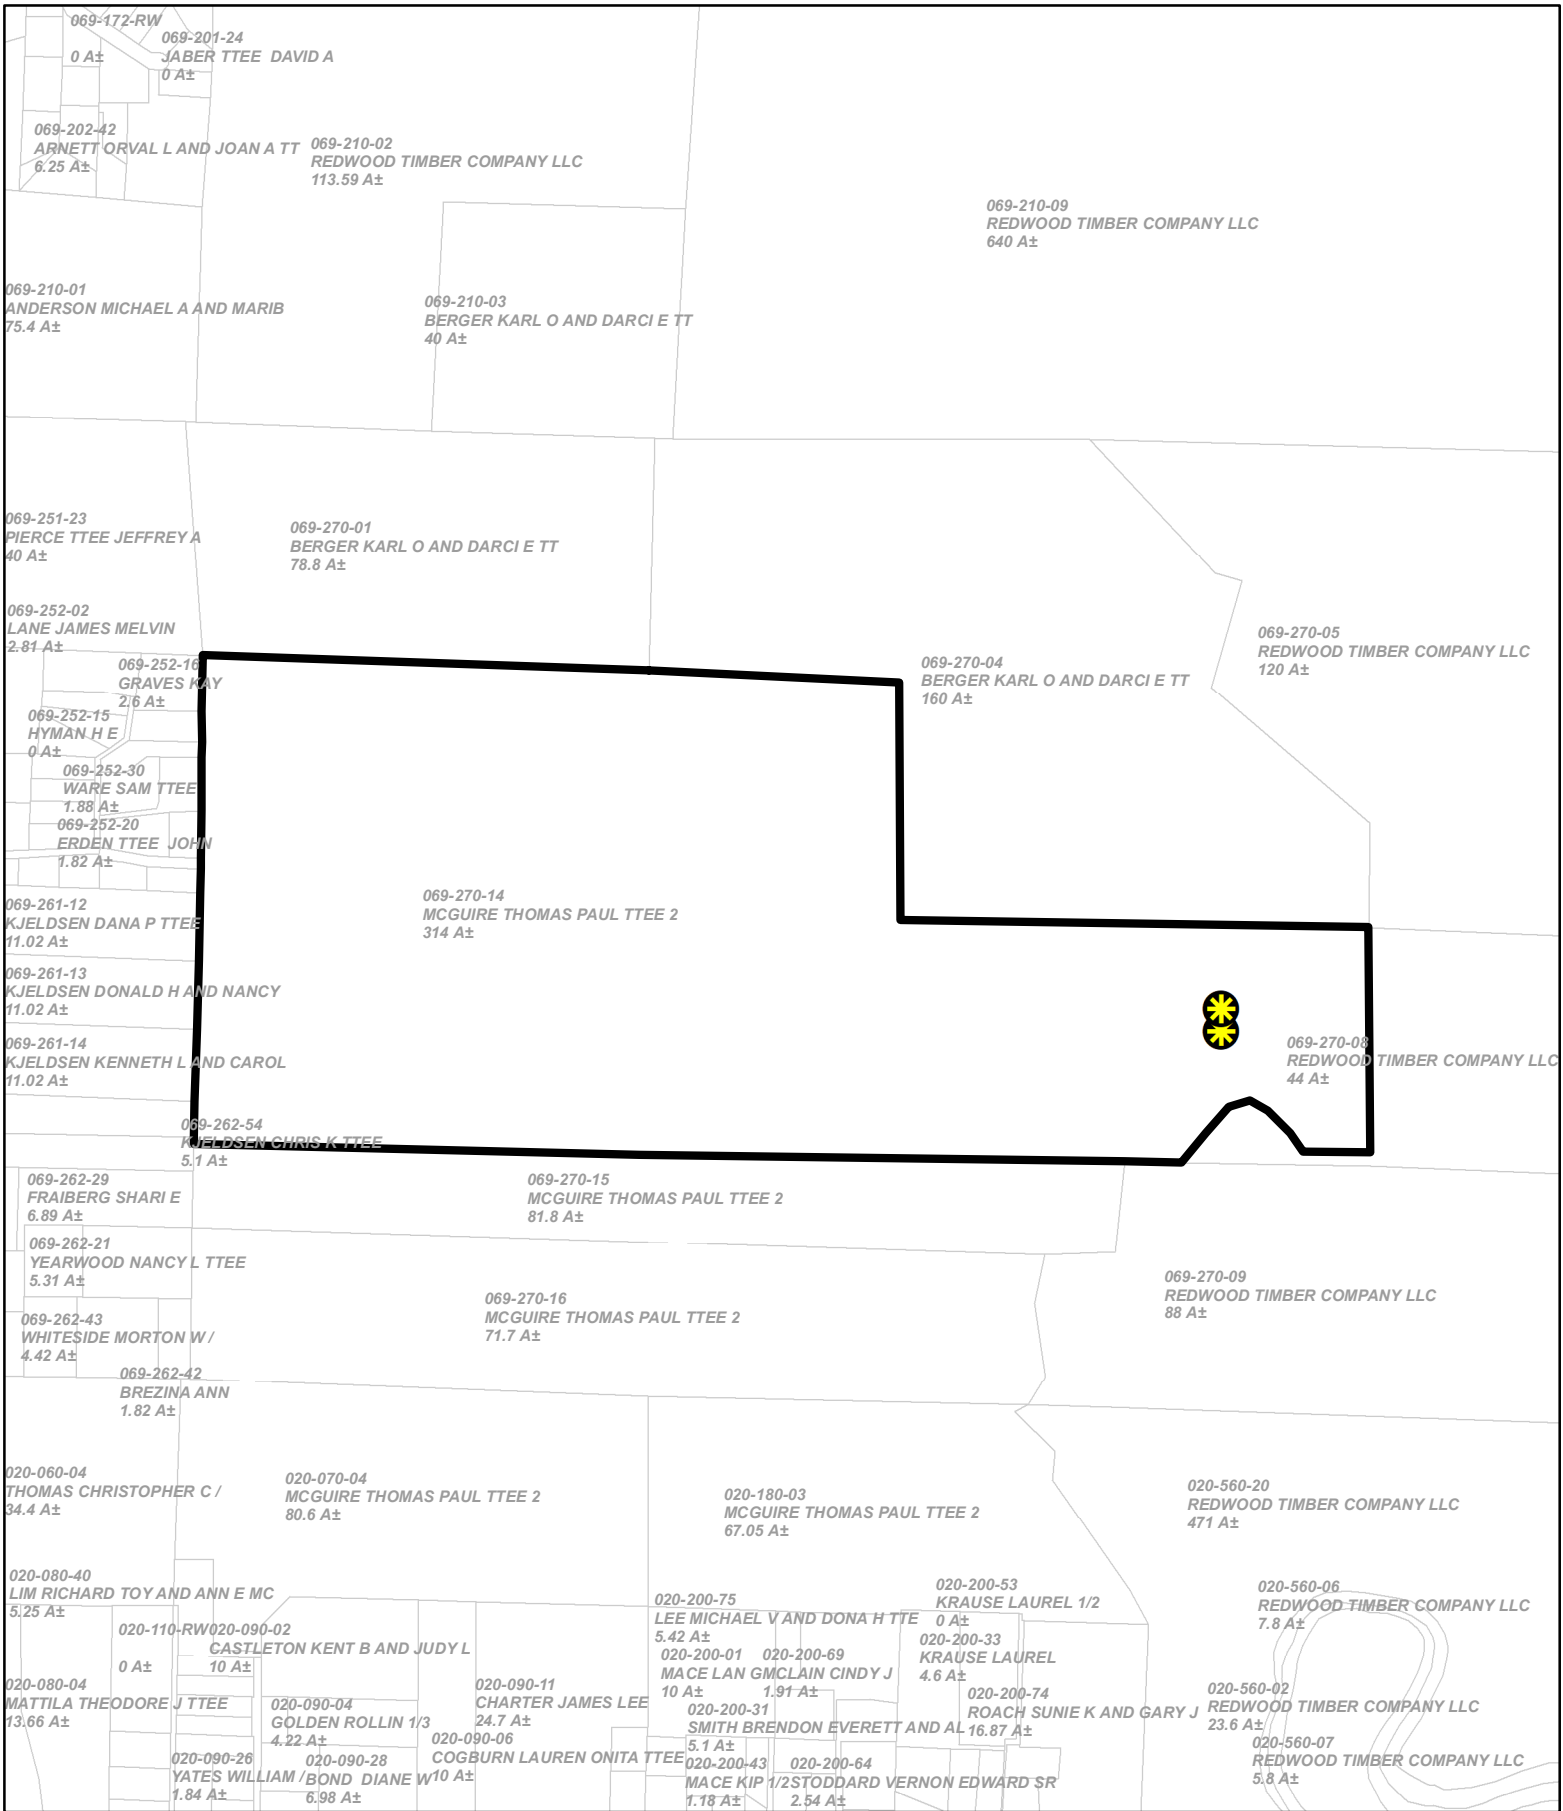 069-172-RW
0 A±
069-201-24
JABER TTEE  DAVID A
0 A±
069-202-42
ARNETT ORVAL L AND JOAN A TT
6.25 A±
069-210-02
REDWOOD TIMBER COMPANY LLC
113.59 A±
069-210-09
REDWOOD TIMBER COMPANY LLC
640 A±
069-210-01
ANDERSON MICHAEL A AND MARIB
75.4 A±
069-210-03
BERGER KARL O AND DARCI E TT
40 A±
069-251-23
PIERCE TTEE JEFFREY A
40 A±
069-270-01
BERGER KARL O AND DARCI E TT
78.8 A±
069-252-02
LANE JAMES MELVIN
2.81 A±
069-270-05
REDWOOD TIMBER COMPANY LLC
120 A±
069-252-16
GRAVES KAY
2.6 A±
069-270-04
BERGER KARL O AND DARCI E TT
160 A±
069-252-15
HYMAN H E
0 A±
069-252-30
WARE SAM TTEE
1.88 A±
069-252-20
ERDEN TTEE  JOHN
1.82 A±
069-270-14
MCGUIRE THOMAS PAUL TTEE 2
314 A±
069-261-12
KJELDSEN DANA P TTEE
11.02 A±
069-261-13
KJELDSEN DONALD H AND NANCY
11.02 A±
069-261-14
KJELDSEN KENNETH L AND CAROL
11.02 A±
069-270-08
REDWOOD TIMBER COMPANY LLC
44 A±
069-262-54
KJELDSEN CHRIS K TTEE
5.1 A±
069-262-29
FRAIBERG SHARI E
6.89 A±
069-270-15
MCGUIRE THOMAS PAUL TTEE 2
81.8 A±
069-262-21
YEARWOOD NANCY L TTEE
5.31 A±
069-270-09
REDWOOD TIMBER COMPANY LLC
88 A±
069-270-16
MCGUIRE THOMAS PAUL TTEE 2
71.7 A±
069-262-43
WHITESIDE MORTON W /
4.42 A±
069-262-42
BREZINA ANN
1.82 A±
020-060-04
THOMAS CHRISTOPHER C /
34.4 A±
020-070-04
MCGUIRE THOMAS PAUL TTEE 2
80.6 A±
020-180-03
MCGUIRE THOMAS PAUL TTEE 2
67.05 A±
020-560-20
REDWOOD TIMBER COMPANY LLC
471 A±
020-080-40
LIM RICHARD TOY AND ANN E MC
5.25 A±
020-200-75
LEE MICHAEL V AND DONA H TTE
5.42 A±
020-200-53
KRAUSE LAUREL 1/2
0 A±
020-560-06
REDWOOD TIMBER COMPANY LLC
7.8 A±
020-110-RW
0 A±
020-090-02
CASTLETON KENT B AND JUDY L
10 A±
020-200-01
MACE LAN G
10 A±
020-200-69
MCLAIN CINDY J
1.91 A±
020-200-33
KRAUSE LAUREL
4.6 A±
020-080-04
MATTILA THEODORE J TTEE
13.66 A±
020-090-04
GOLDEN ROLLIN 1/3
4.22 A±
020-090-11
CHARTER JAMES LEE
24.7 A±
020-200-31
SMITH BRENDON EVERETT AND AL
5.1 A±
020-200-74
ROACH SUNIE K AND GARY J
16.87 A±
020-560-02
REDWOOD TIMBER COMPANY LLC
23.6 A±
020-090-06
COGBURN LAUREN ONITA TTEE
10 A±
020-560-07
REDWOOD TIMBER COMPANY LLC
5.8 A±
020-090-26
YATES WILLIAM /
1.84 A±
020-090-28
BOND  DIANE W
6.98 A±
020-200-43
MACE KIP 1/2
1.18 A±
020-200-64
STODDARD VERNON EDWARD SR
2.54 A±